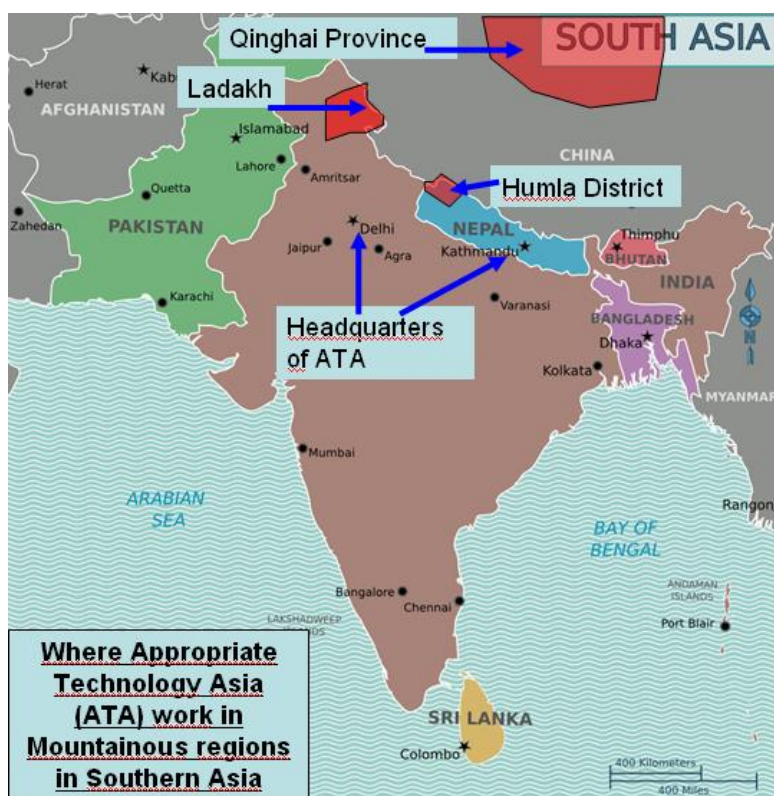 Qinghai Province
SOUTH ASIA
Herat
Kabu
Ladakh
AFGHANISTAN
Islamabad
Lahore
Amritsar
CHINA
Quetta
Humla District
Zahedan
PAKISTAN
Delhi
NEPAL
Thimphu
Jaipur
Agra
Kathmandu
BHUTAN
INDIA
Karachi
Varanasi
BANGLADESH
N
Headquarters
of ATA
Dhaka
Kolkata
MYANMAR
Mumbai
ARABIAN
SEA
Rangon
BAY OF
BENGAL
Bangalore
Chennai
ANDAMAN
ISLANDS
LAKSHADWEEP
Port Blair
Where Appropriate
Technology Asia
(ATA) work in
Mountainous regions
in Southern Asia
SRI LANKA
Colombo
400 Kilometers
400 Miles